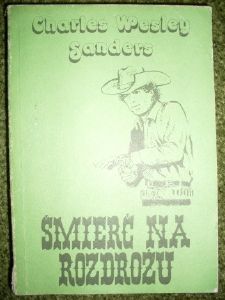 Charles Wesley
Sanders
ŚMIERĆ NA
ROZDROŻU